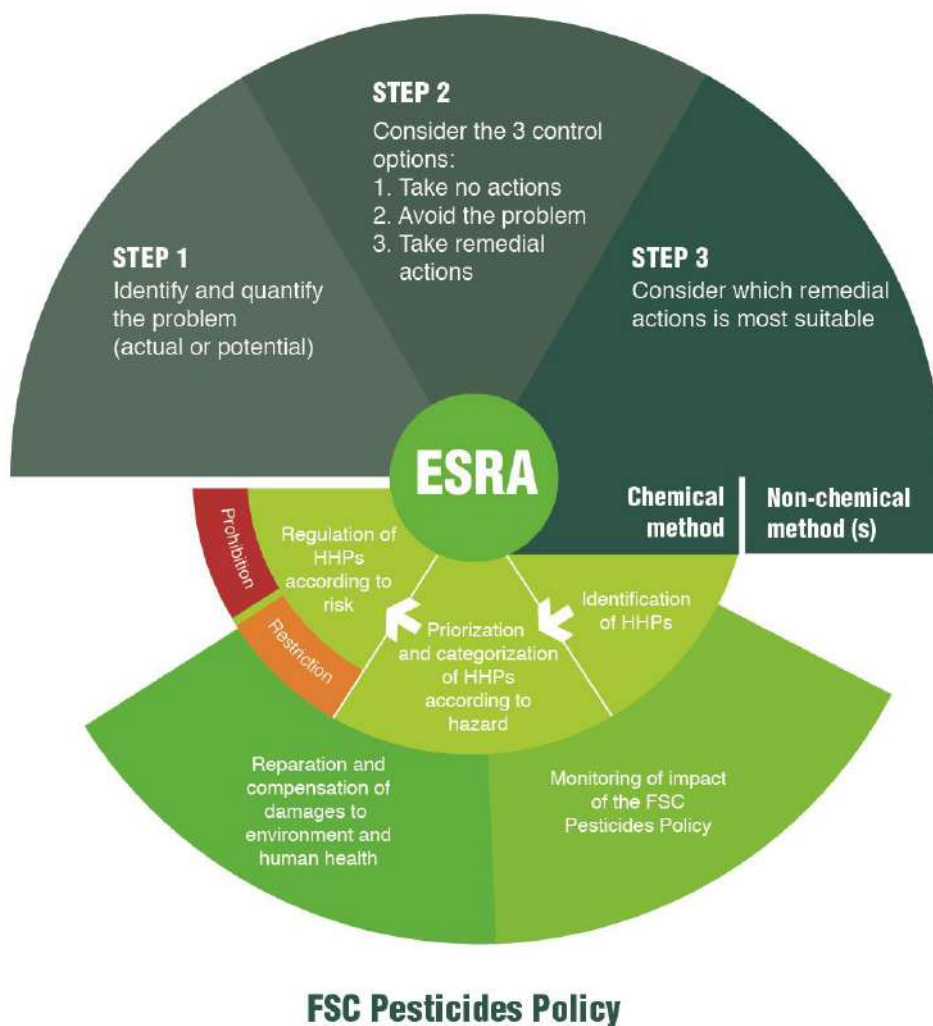 STEP 1
Identify and quantify
the problem
(actual or potential)
STEP 2
Consider the 3 control
options:
1. Take no actions
2. Avoid the problem
3. Take remedial
actions
STEP 3
Consider which remedial
actions is most suitable
ESRA
Chemical
method
Non-chemical
method (s)
Identification
of HHPs
Priorization
and categorization
of HHPs
according to
hazard
Regulation of
HHPs
according to
risk
Prohibition
Restriction
Reparation and
compensation of
damages to
environment and
human health
Monitoring of impact
of the FSC
Pesticides Policy
FSC Pesticides Policy